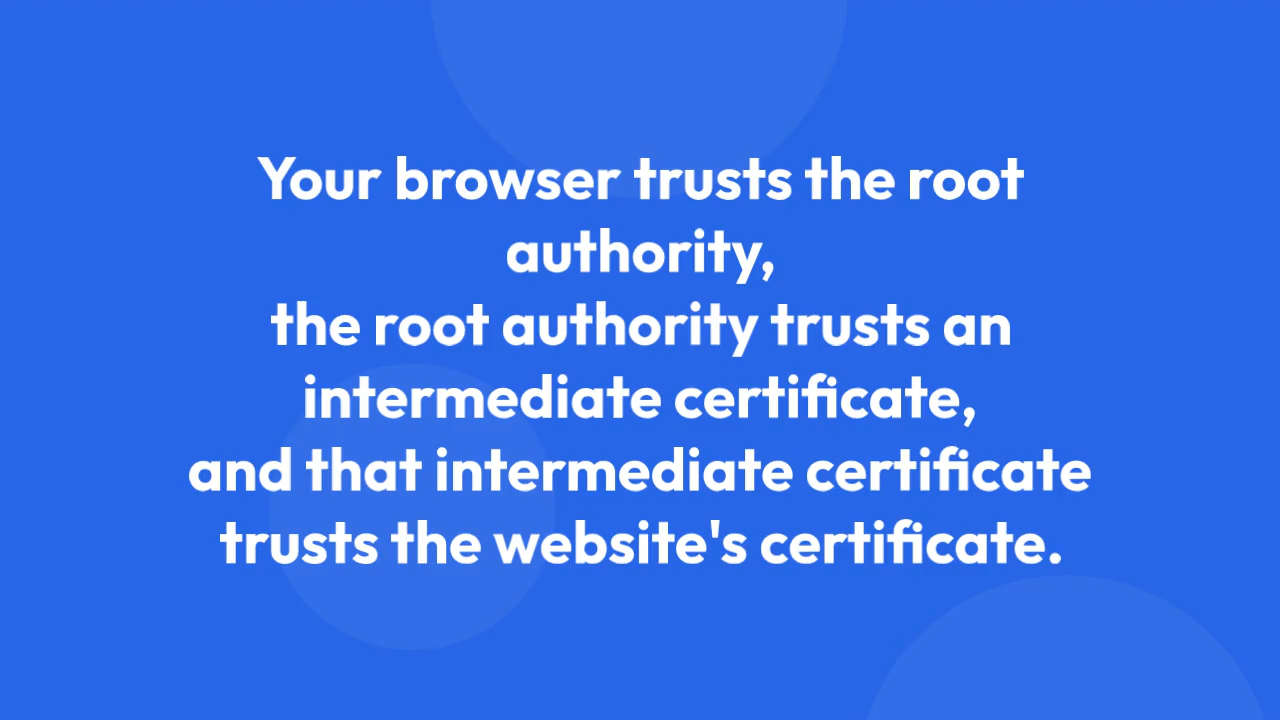 Your browser trusts the root
authority,
the root authority trusts an
intermediate certificate,
and that intermediate certificate
trusts the website's certificate.